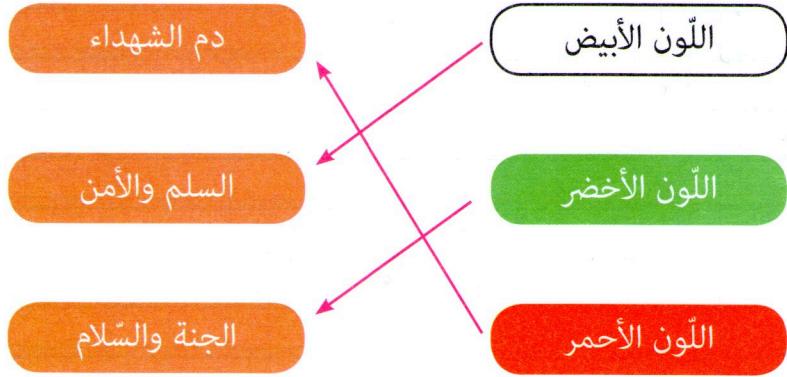 اللّون الأبيض
دم الشهداء
اللّون الأخضر
السلم والأمن
اللّون الأحمر
الجنة والسّلام